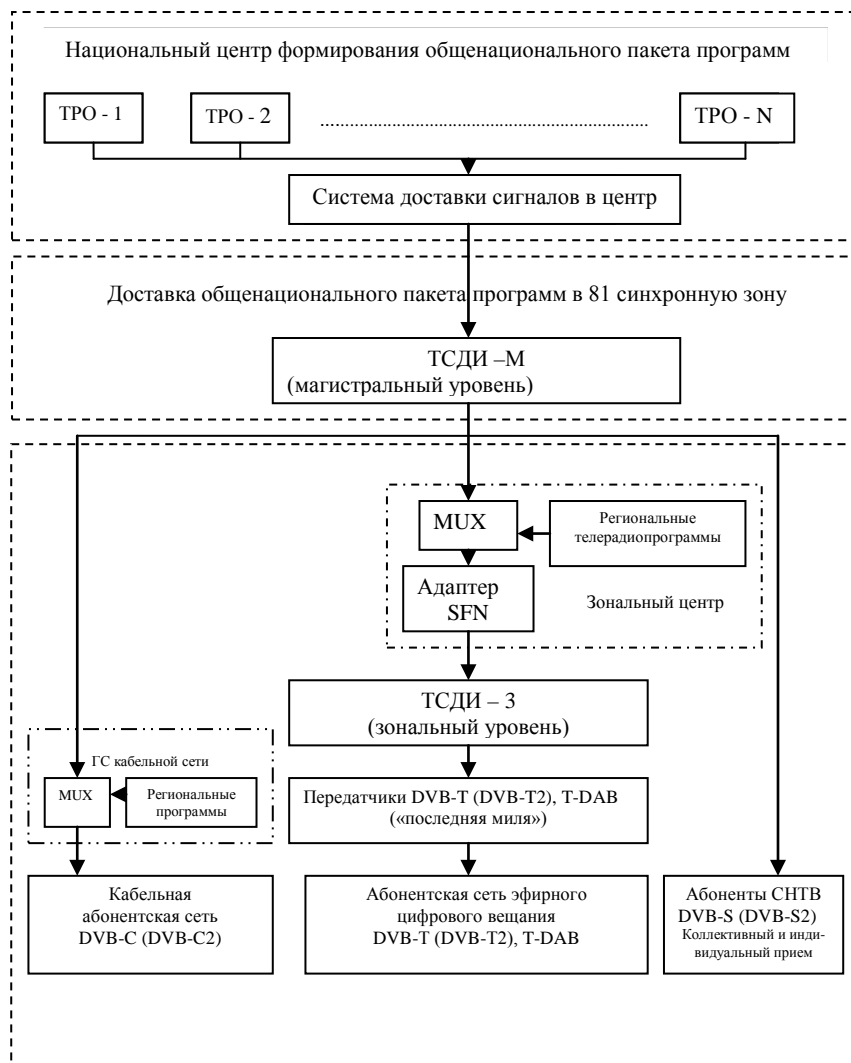 Национальный центр формирования общенационального пакета программ
ТРО - 1
ТРО - 2
ТРО - N
Система доставки сигналов в центр
Доставка общенационального пакета программ в 81 синхронную зону
ТСДИ –М
(магистральный уровень)
MUX
Региональные
телерадиопрограммы
Адаптер
SFN
Зональный центр
ТСДИ – З
(зональный уровень)
ГС кабельной сети
MUX
Региональные
программы
Передатчики DVB-T (DVB-T2), T-DAB
(«последняя миля»)
Кабельная
абонентская сеть
DVB-C (DVB-C2)
Абонентская сеть эфирного
цифрового вещания
DVB-T (DVB-T2), T-DAB
Абоненты СНТВ
DVB-S (DVB-S2)
Коллективный и инди-
видуальный прием